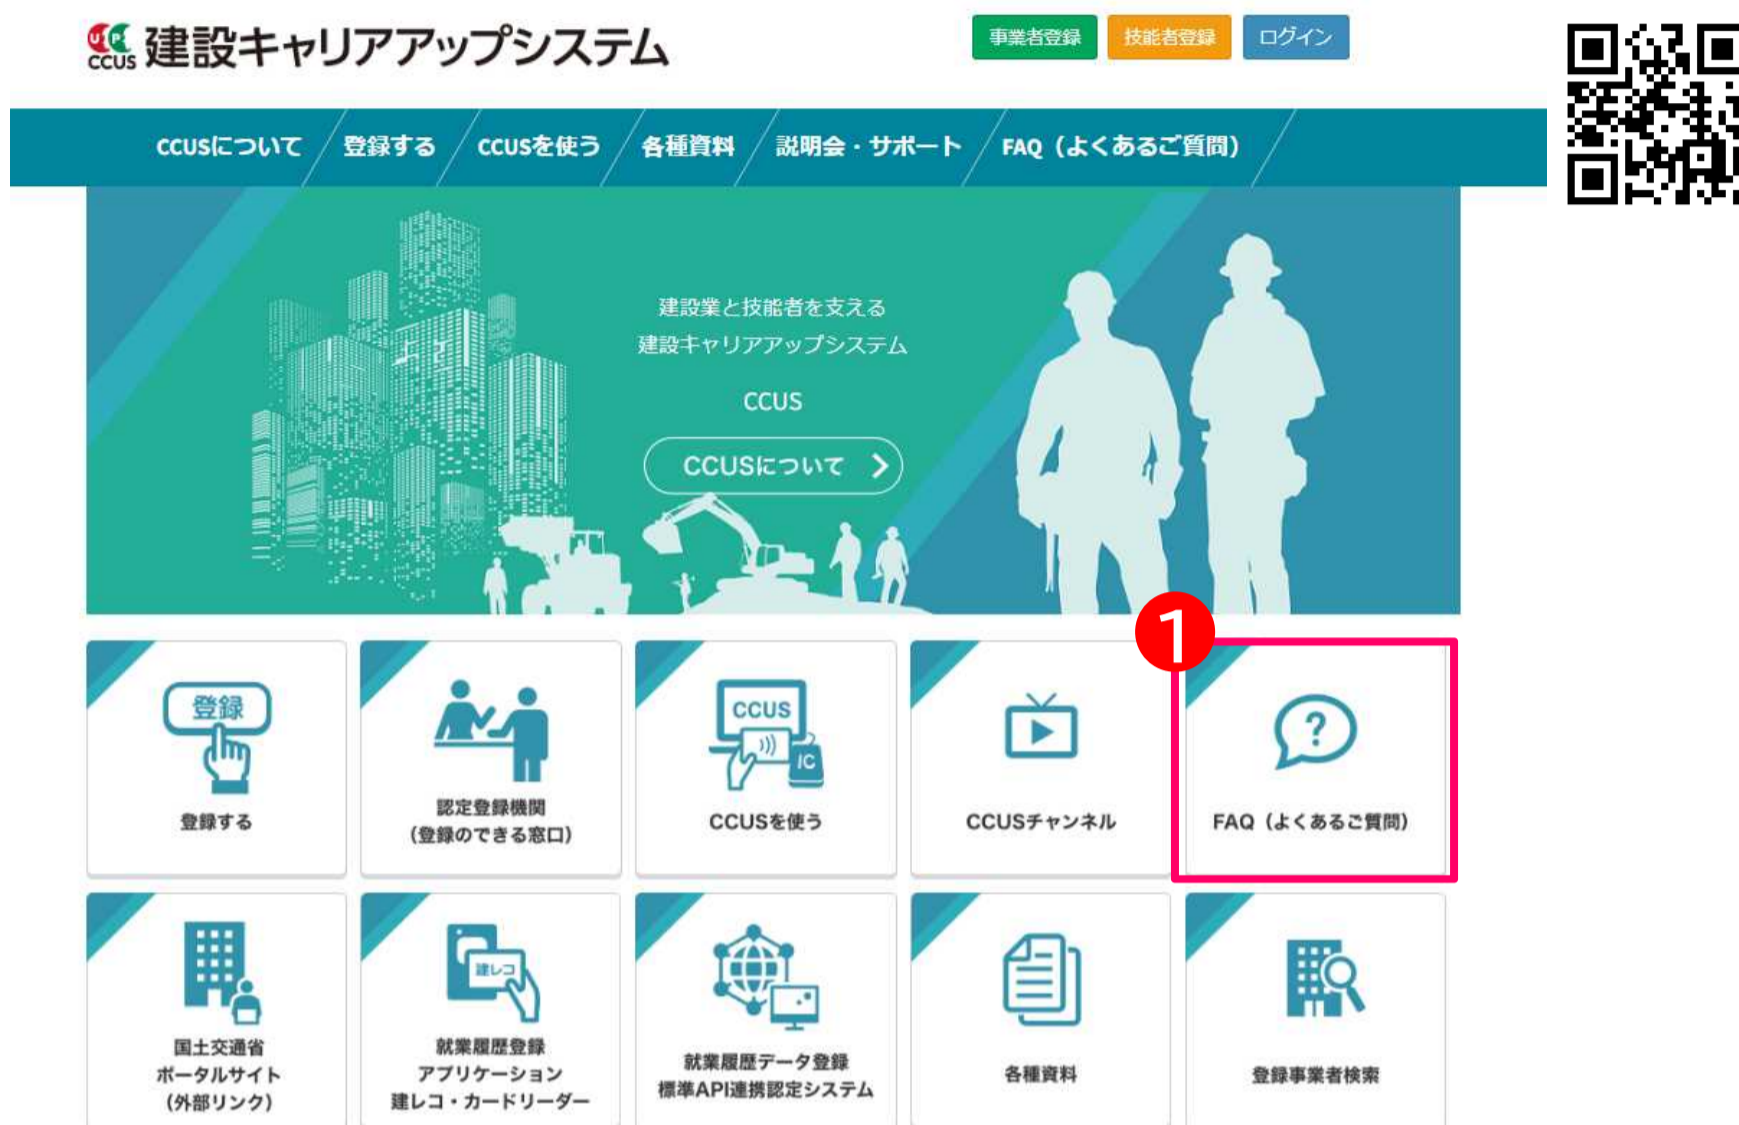 UP
CCUS
建設キャリアアップシステム
事業者登録
技能者登録
ログイン
CCUSについて
登録する
CCUSを使う
各種資料
説明会・サポート
FAQ（よくあるご質問）
建設業と技能者を支える
建設キャリアアップシステム
CCUS
CCUSについて
1
登録
登録する
認定登録機関
（登録のできる窓口）
CCUS
IC
CCUSを使う
CCUSチャンネル
?
FAQ（よくあるご質問）
国土交通省
ポータルサイト
（外部リンク）
建レコ
就業履歴登録
アプリケーション
建レコ・カードリーダー
就業履歴データ登録
標準API連携認定システム
各種資料
登録事業者検索